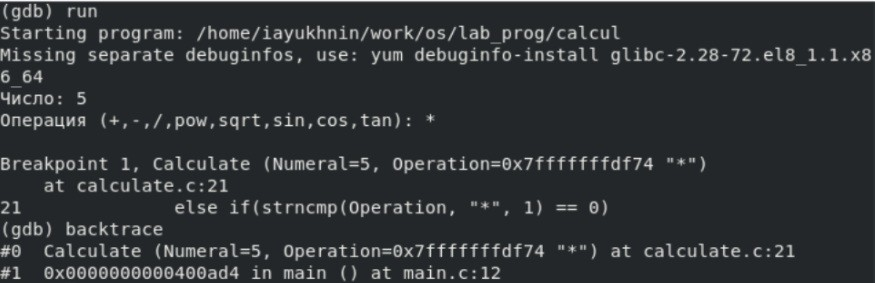 (gdb) run
Starting program: /home/iayukhnin/work/os/lab_prog/calcul
Missing separate debuginfos, use: yum debuginfo-install glibc-2.28-72.el8_1.1.x8
6_64
Число: 5
Операция (+,-,/,pow,sqrt,sin,cos,tan): *
Breakpoint 1, Calculate (Numeral=5, Operation=0x7fffffffdf74 "*")
    at calculate.c:21
21              else if(strncmp(Operation, "*", 1) == 0)
(gdb) backtrace
#0  Calculate (Numeral=5, Operation=0x7fffffffdf74 "*") at calculate.c:21
#1  0x0000000000400ad4 in main () at main.c:12